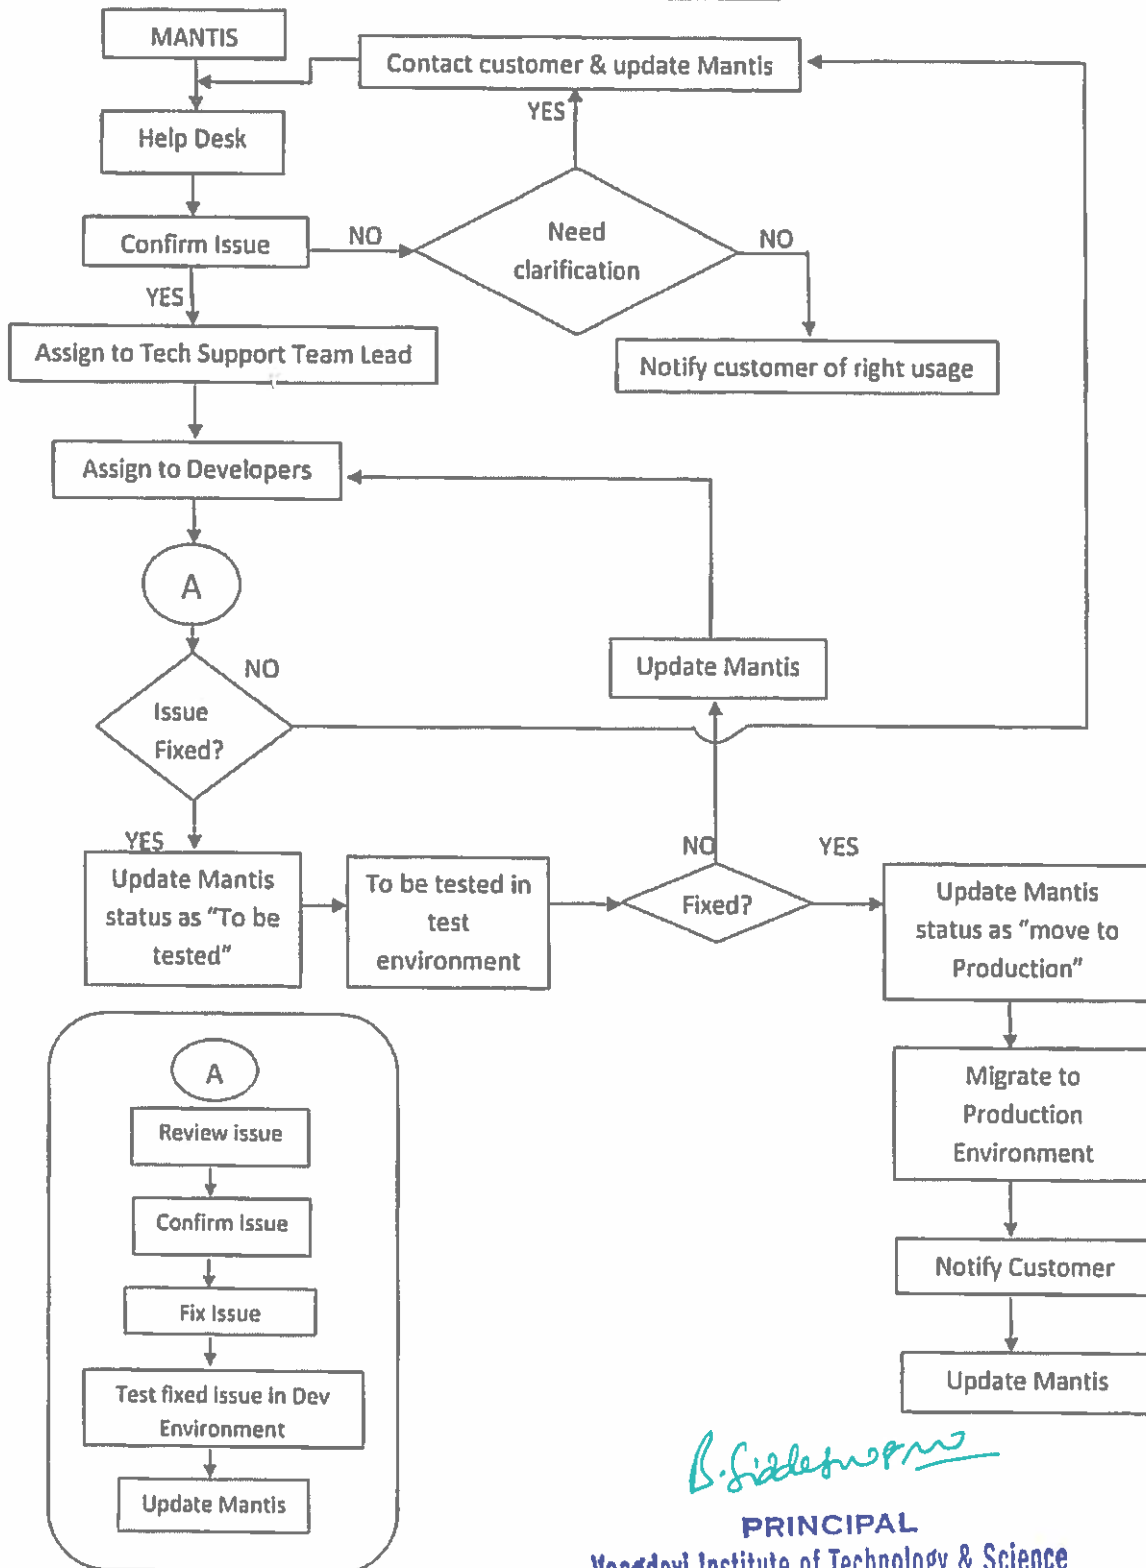 MANTIS
Contact customer & update Mantis
YES
Help Desk
Confirm Issue
NO
Need
clarification
NO
YES
Assign to Tech Support Team Lead
Notify customer of right usage
Assign to Developers
A
NO
Issue
Fixed?
Update Mantis
YES
Update Mantis
status as "To be
tested"
To be tested in
test
environment
NO
Fixed?
YES
Update Mantis
status as "move to
Production"
Migrate to
Production
Environment
Notify Customer
Update Mantis
A
Review issue
Confirm Issue
Fix Issue
Test fixed Issue in Dev
Environment
Update Mantis
PRINCIPAL
Institute of Technology & Science